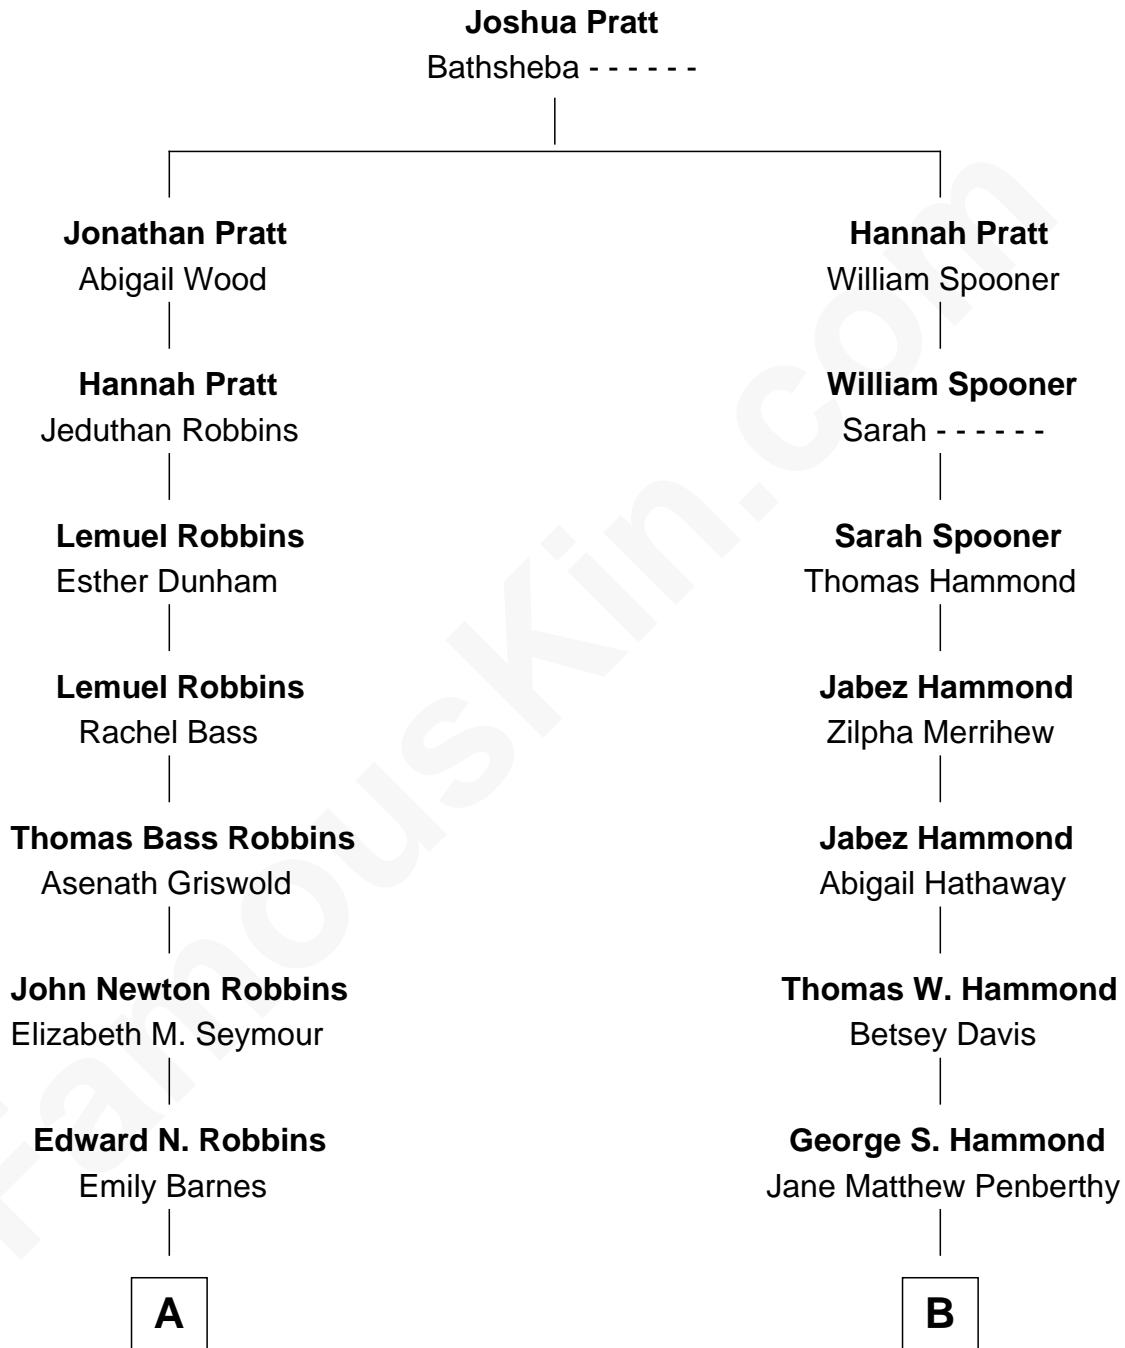 Joshua Pratt
Bathsheba - - - - - -
Jonathan Pratt
Abigail Wood
Hannah Pratt
William Spooner
Hannah Pratt
Jeduthan Robbins
William Spooner
Sarah - - - - - -
Lemuel Robbins
Esther Dunham
Sarah Spooner
Thomas Hammond
Lemuel Robbins
Rachel Bass
Jabez Hammond
Zilpha Merrihew
Thomas Bass Robbins
Asenath Griswold
Jabez Hammond
Abigail Hathaway
John Newton Robbins
Elizabeth M. Seymour
Thomas W. Hammond
Betsey Davis
Edward N. Robbins
Emily Barnes
George S. Hammond
Jane Matthew Penberthy
A
B
FamousKin.com